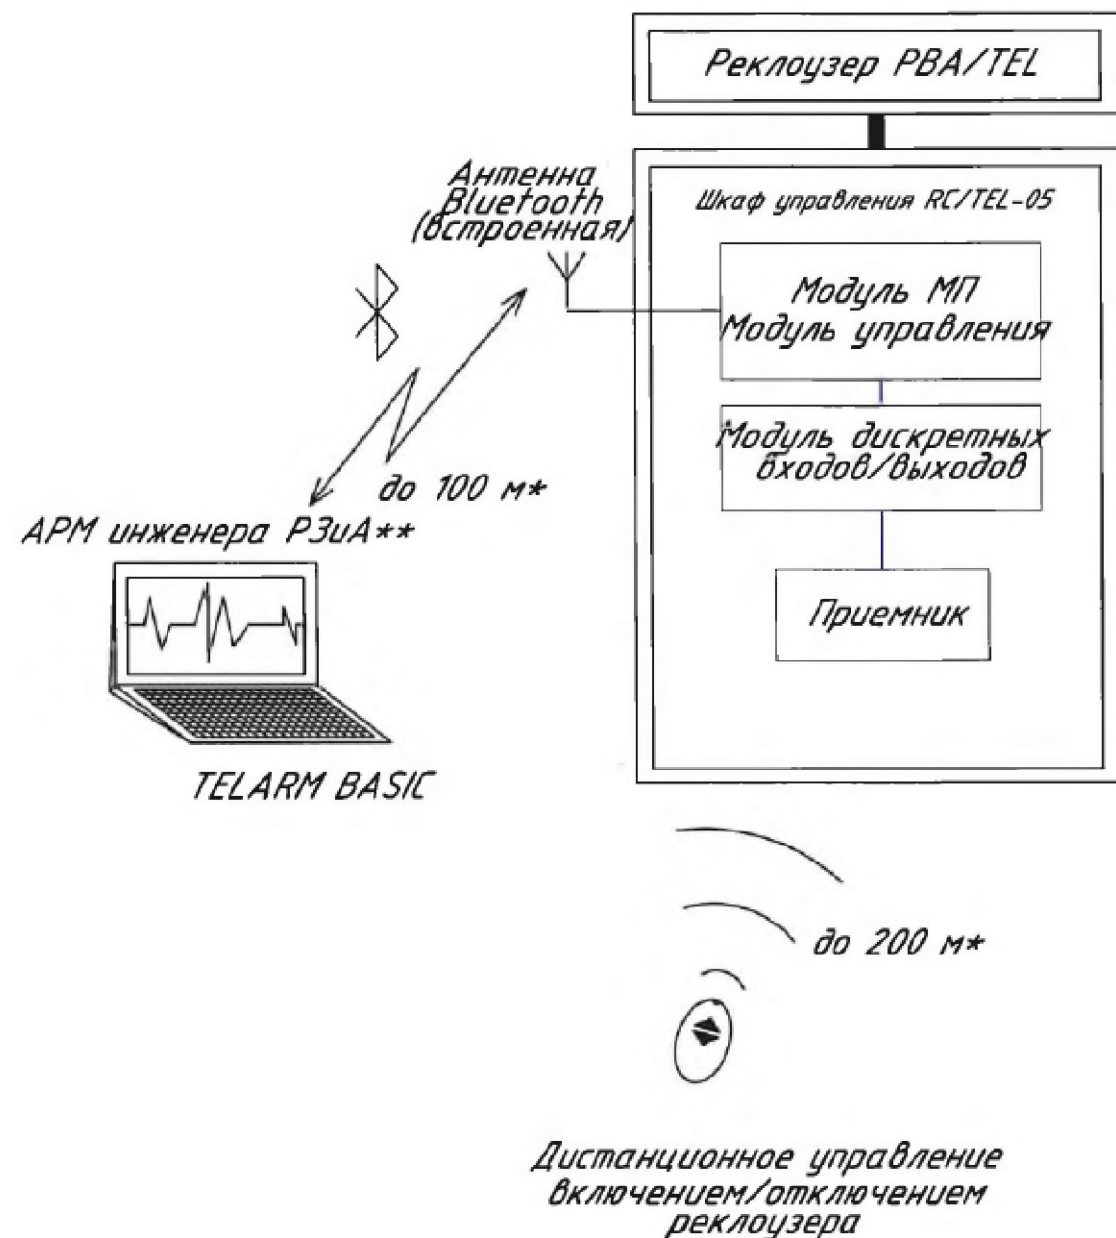 Реклоузер РВА/TEL
Антенна
Bluetooth
(встроенная)
Шкаф управления RC/TEL-05
Модуль МП
Модуль управления
Модуль дискретных
входов/выходов
до 100 м*
АРМ инженера РЗиА**
Приемник
TELARM BASIC
до 200 м*
Дистанционное управление
включением/отключением
реклоузера